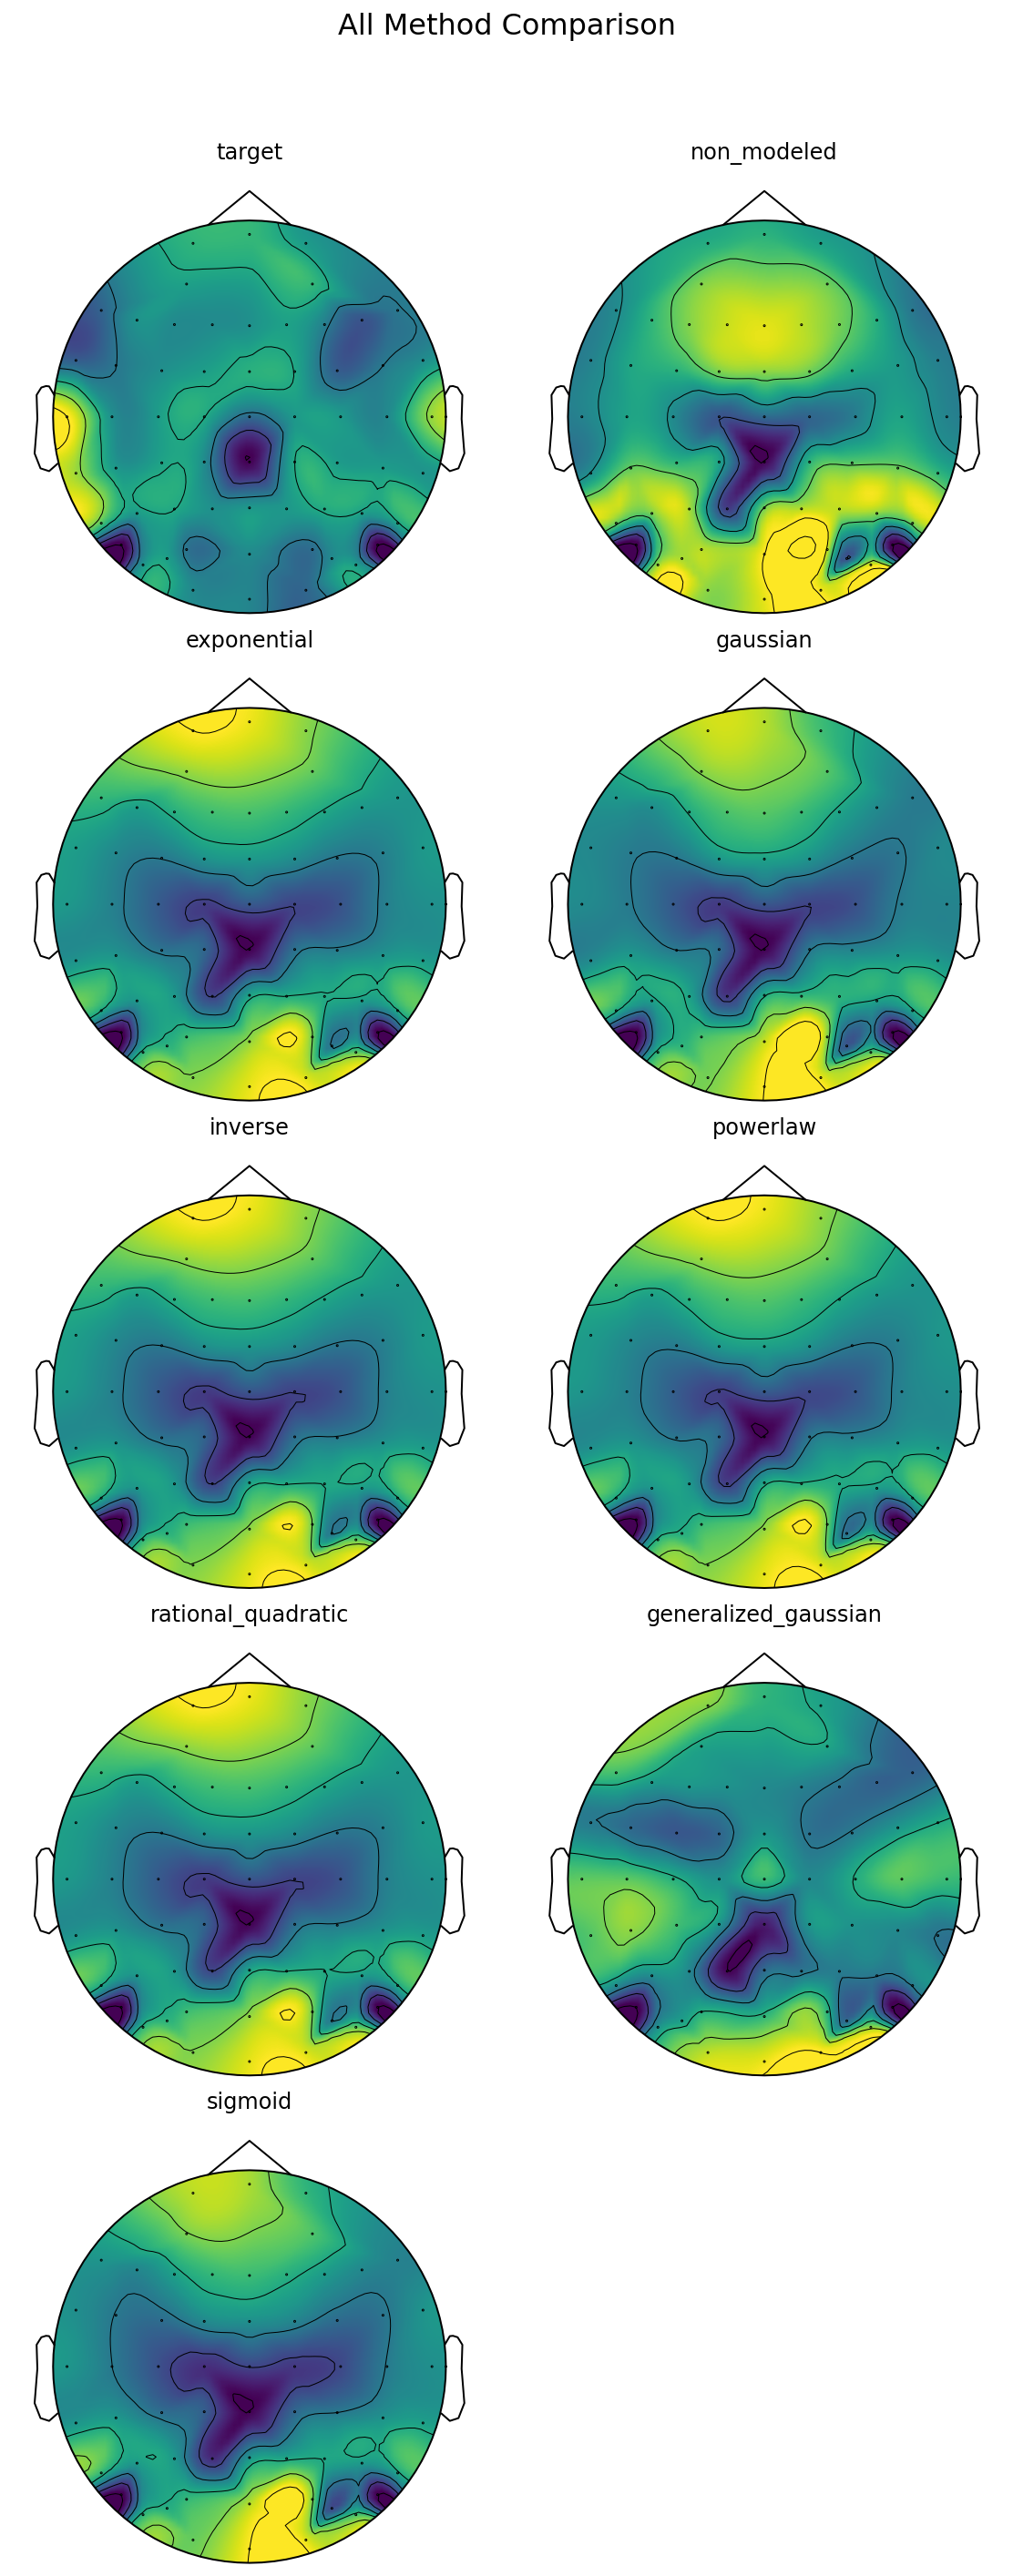 All Method Comparison
target
non_modeled
exponential
gaussian
inverse
powerlaw
rational_quadratic
generalized_gaussian
sigmoid